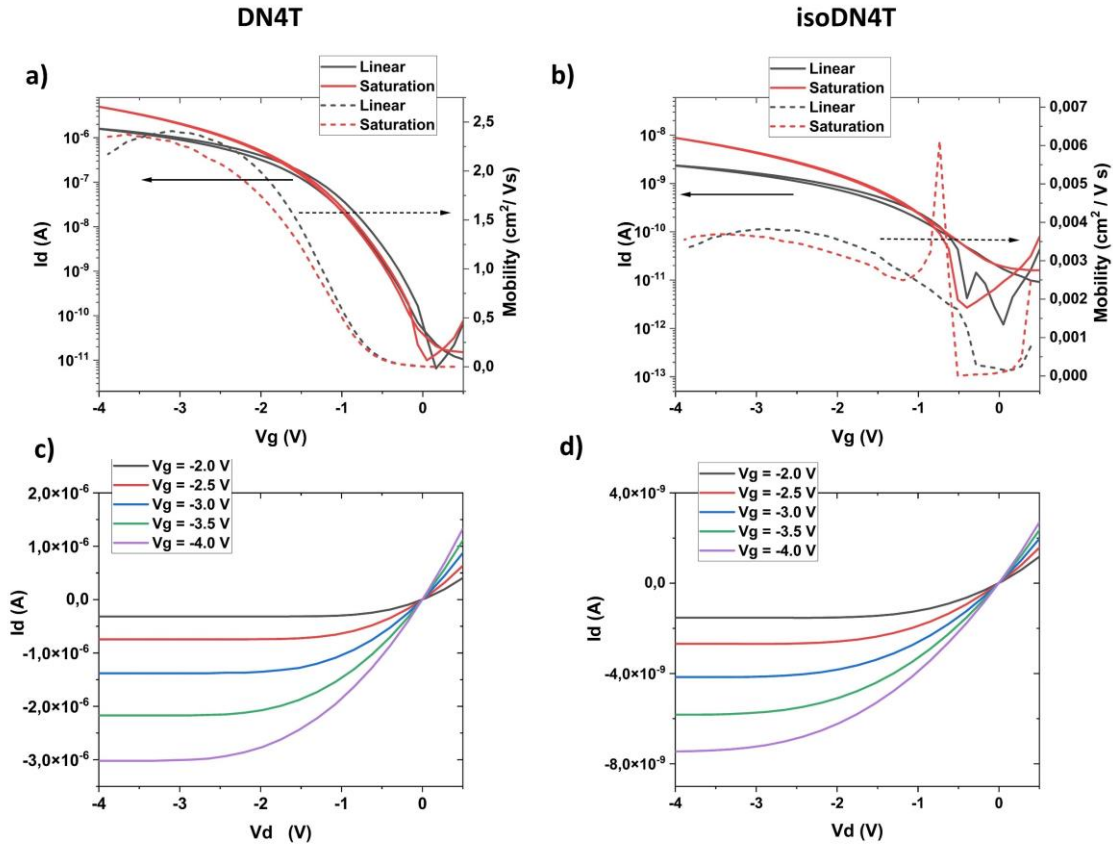 DN4T
isoDN4T
a)
Linear
Saturation
Linear
Saturation
10⁻⁶
10⁻⁷
10⁻⁸
10⁻⁹
10⁻¹⁰
10⁻¹¹
Id (A)
2,5
2,0
1,5
1,0
0,5
0,0
Mobility (cm²/ Vs)
-4 -3 -2 -1 0
Vg (V)
b)
Linear
Saturation
Linear
Saturation
10⁻⁸
10⁻⁹
10⁻¹⁰
10⁻¹¹
10⁻¹²
10⁻¹³
Id (A)
0,007
0,006
0,005
0,004
0,003
0,002
0,001
0,000
Mobility (cm² / V s)
-4 -3 -2 -1 0
Vg (V)
c)
Vg = -2.0 V
Vg = -2.5 V
Vg = -3.0 V
Vg = -3.5 V
Vg = -4.0 V
2,0×10⁻⁶
1,0×10⁻⁶
0,0
-1,0×10⁻⁶
-2,0×10⁻⁶
-3,0×10⁻⁶
Id (A)
-4 -3 -2 -1 0
Vd (V)
d)
Vg = -2.0 V
Vg = -2.5 V
Vg = -3.0 V
Vg = -3.5 V
Vg = -4.0 V
4,0×10⁻⁹
0,0
-4,0×10⁻⁹
-8,0×10⁻⁹
Id (A)
-4 -3 -2 -1 0
Vd (V)